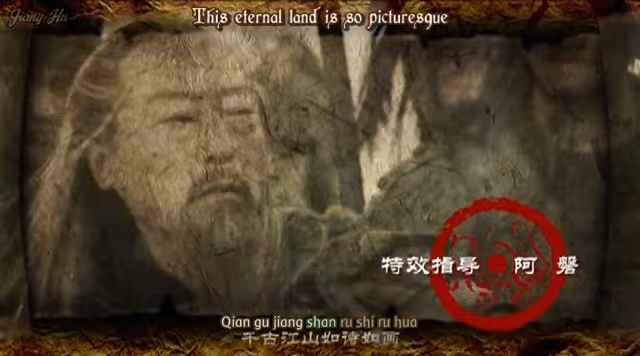 Jiang Hu
This eternal land is so picturesque
特效指导 阿 磐
Qian gu jiang shan ru shi ru hua
千古江山如诗如画